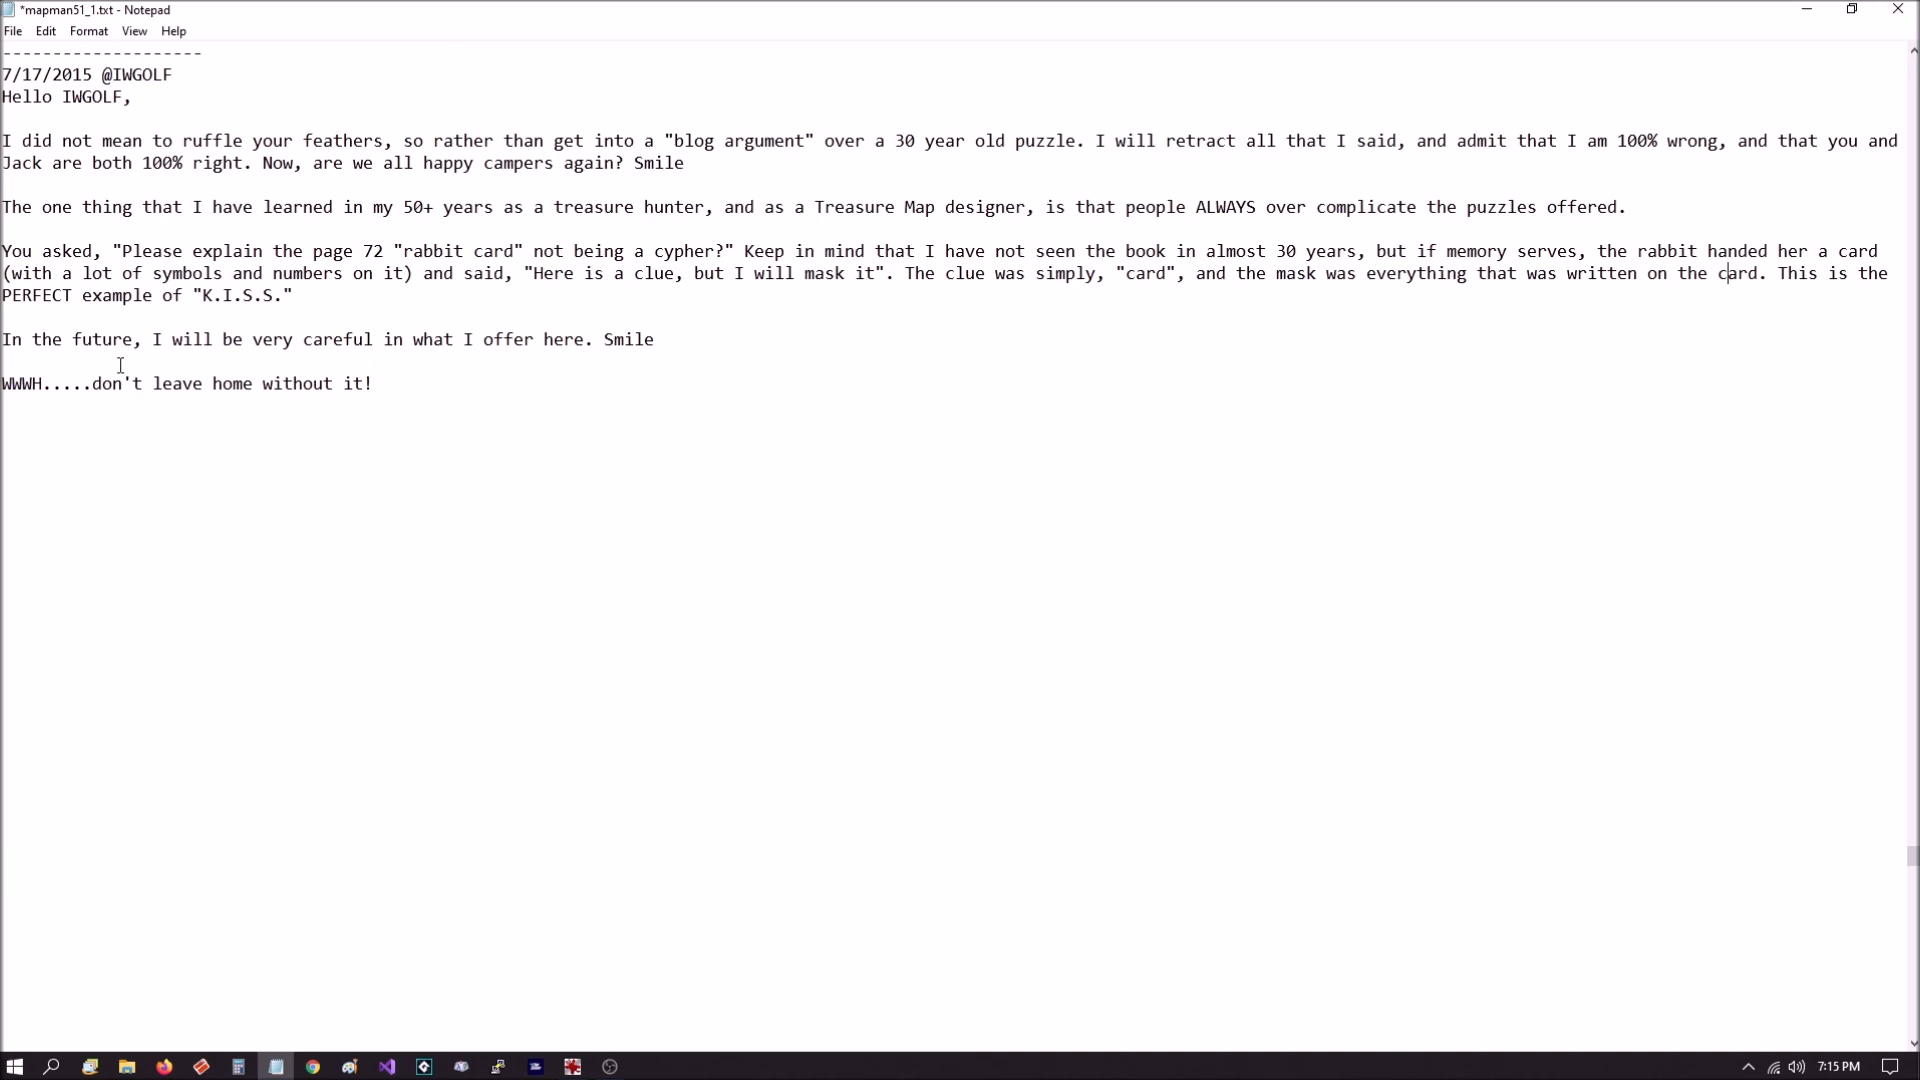 *mapman51_1.txt - Notepad
File Edit Format View Help
--------------------
7/17/2015 @IWGOLF
Hello IWGOLF,
I did not mean to ruffle your feathers, so rather than get into a "blog argument" over a 30 year old puzzle. I will retract all that I said, and admit that I am 100% wrong, and that you and
Jack are both 100% right. Now, are we all happy campers again? Smile
The one thing that I have learned in my 50+ years as a treasure hunter, and as a Treasure Map designer, is that people ALWAYS over complicate the puzzles offered.
You asked, "Please explain the page 72 "rabbit card" not being a cypher?" Keep in mind that I have not seen the book in almost 30 years, but if memory serves, the rabbit handed her a card
(with a lot of symbols and numbers on it) and said, "Here is a clue, but I will mask it". The clue was simply, "card", and the mask was everything that was written on the card. This is the
PERFECT example of "K.I.S.S."
In the future, I will be very careful in what I offer here. Smile
WWWH.....don't leave home without it!
7:15 PM